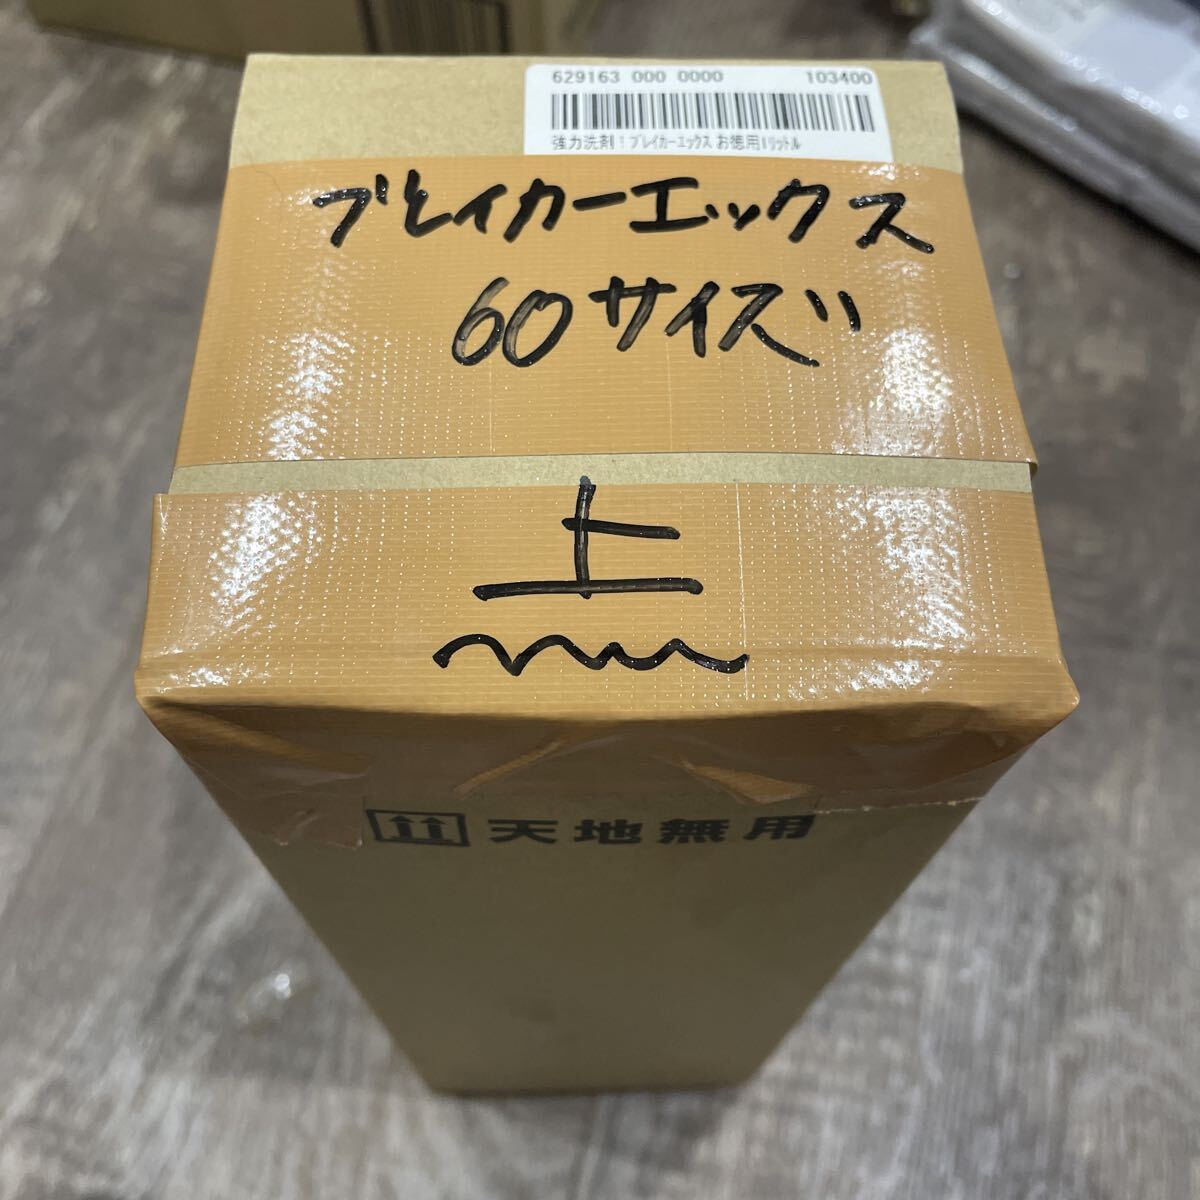 629163 000 0000 103400
強力洗剤！ブレイカーエックス お徳用1リットル
ブレイカーエックス
60サイズ
上
天地無用